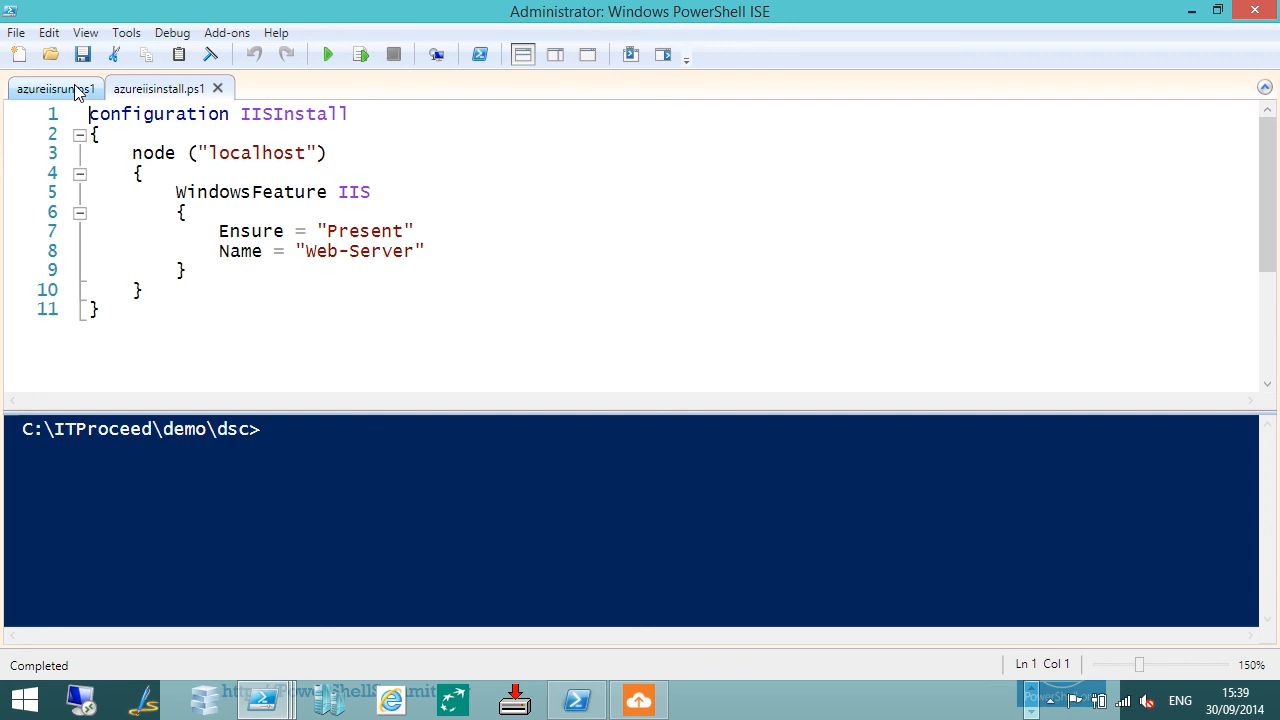 Administrator: Windows PowerShell ISE
File Edit View Tools Debug Add-ons Help
azureiisinstall.ps1
1 configuration IISInstall
2 {
3 node ("localhost")
4 {
5 WindowsFeature IIS
6 {
7 Ensure = "Present"
8 Name = "Web-Server"
9 }
10 }
11 }
C:\ITProceed\demo\dsc>
Completed
Ln 1 Col 1
150%
ENG
15:39
30/09/2014